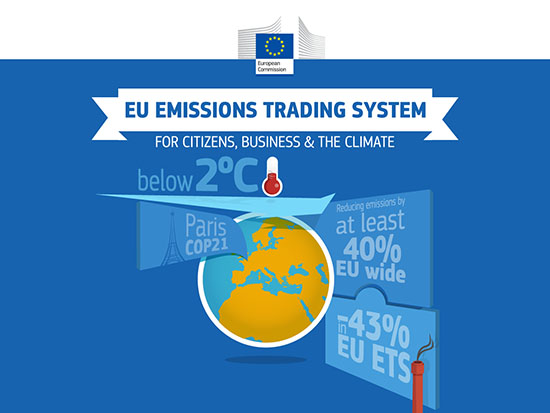 European
Commission
EU EMISSIONS TRADING SYSTEM
FOR CITIZENS, BUSINESS & THE CLIMATE
below 2°C
Paris
COP21
Reducing emissions by
at least
40%
EU wide
in -43%
EU ETS